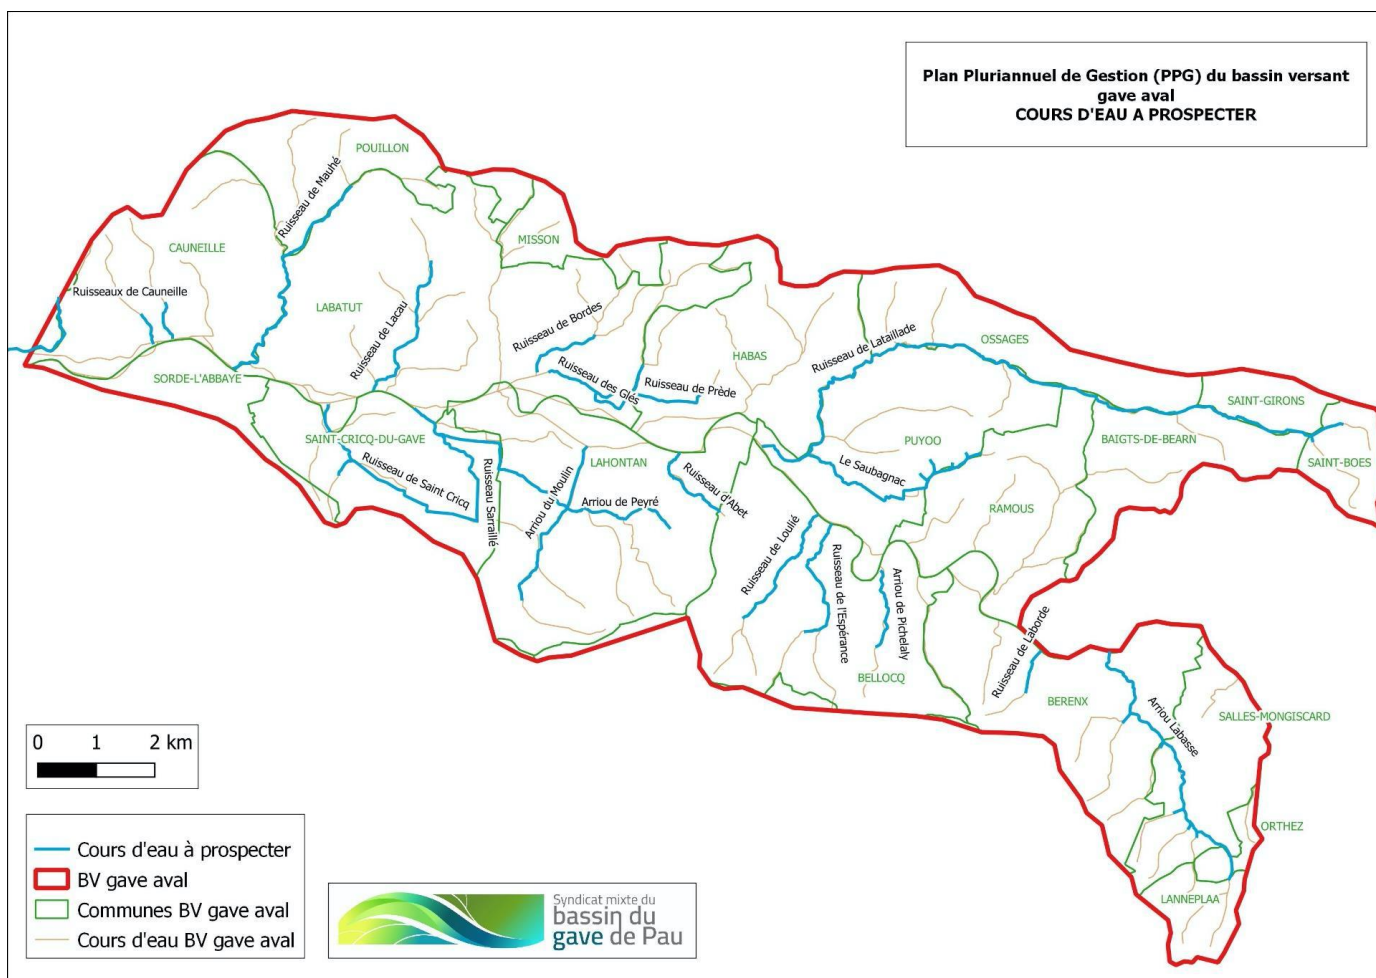 Plan Pluriannuel de Gestion (PPG) du bassin versant
gave aval
COURS D'EAU A PROSPECTER
POUILLON
Ruisseau de Mauhé
CAUNEILLE
MISSON
Ruisseaux de Cauneille
LABATUT
Ruisseau de Lacau
Ruisseau de Bordes
HABAS
Ruisseau de Lataillade
OSSAGES
SORDE-L'ABBAYE
Ruisseau des Glés
Ruisseau de Prède
SAINT-GIRONS
SAINT-CRICQ-DU-GAVE
PUYOO
BAIGTS-DE-BEARN
Ruisseau de Saint Cricq
Ruisseau Sarraillé
LAHONTAN
Arriou du Moulin
Arriou de Peyré
Ruisseau d'Abet
Le Saubagnac
SAINT-BOES
RAMOUS
Ruisseau de Loulié
Ruisseau de l'Espérance
Arriou de Pichelaly
Ruisseau de Laborde
BELLOCQ
BERENX
Arriou Labasse
SALLES-MONGISCARD
ORTHEZ
LANNEPLAA
0 1 2 km
Cours d'eau à prospecter
BV gave aval
Communes BV gave aval
Cours d'eau BV gave aval
Syndicat mixte du
bassin du
gave de Pau